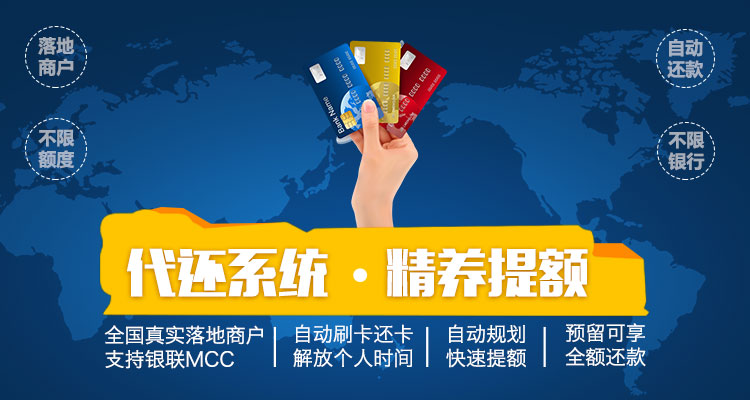 落地
商户
自动
还款
不限
额度
不限
银行
Bank Name
代还系统·精养提额
全国真实落地商户
支持银联MCC
自动刷卡还卡
解放个人时间
自动规划
快速提额
预留可享
全额还款